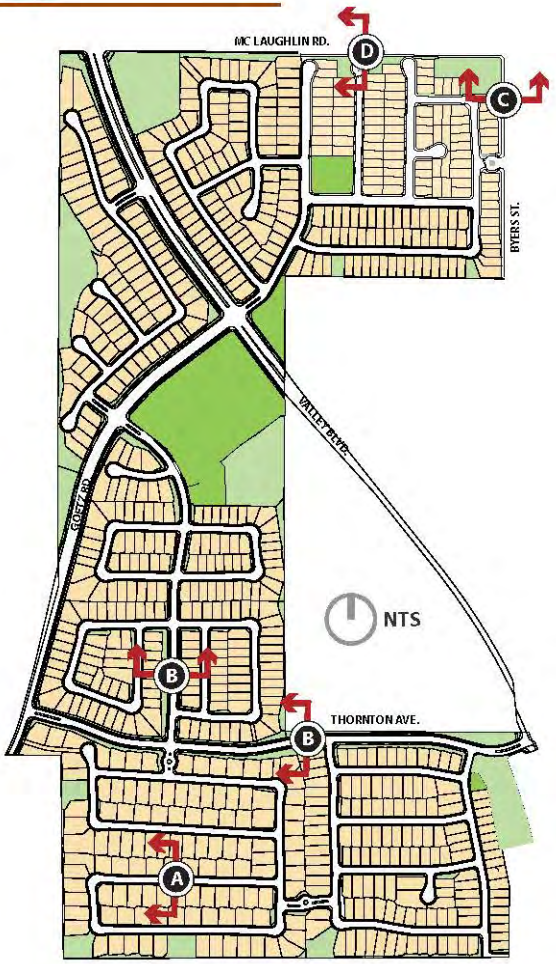 MC LAUGHLIN RD.
D
C
BYERS ST.
VALLEY BLVD.
GOETZ RD.
NTS
B
B
THORNTON AVE.
A